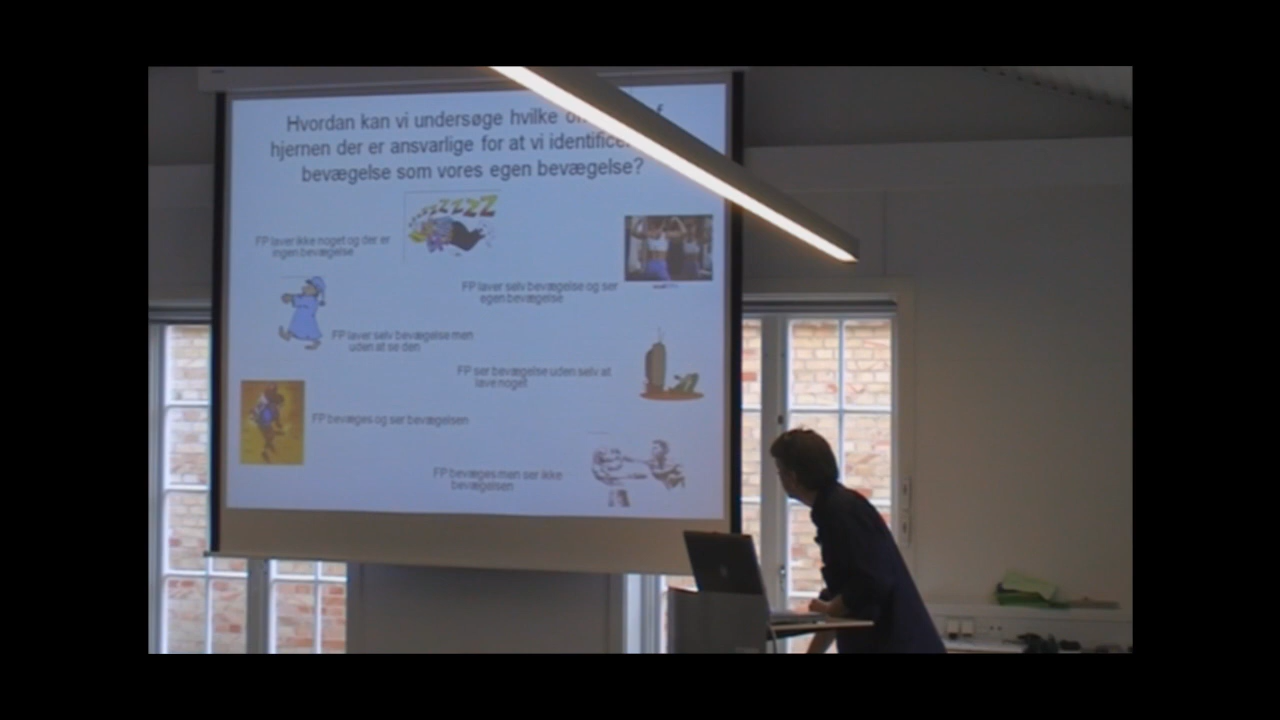 Hvordan kan vi undersøge hvilke
hjernen der er ansvarlige for at vi
bevægelse som vores egen bevægelse?
ZZZZZ
FP laver ikke noget og der er
ingen bevægelse
FP laver selv bevægelse og ser
egen bevægelse
FP laver selv bevægelse men
uden at se den
FP ser bevægelse uden selv at
lave noget
FP bevæges og ser bevægelsen
FP bevæges men ser ikke
bevægelsen